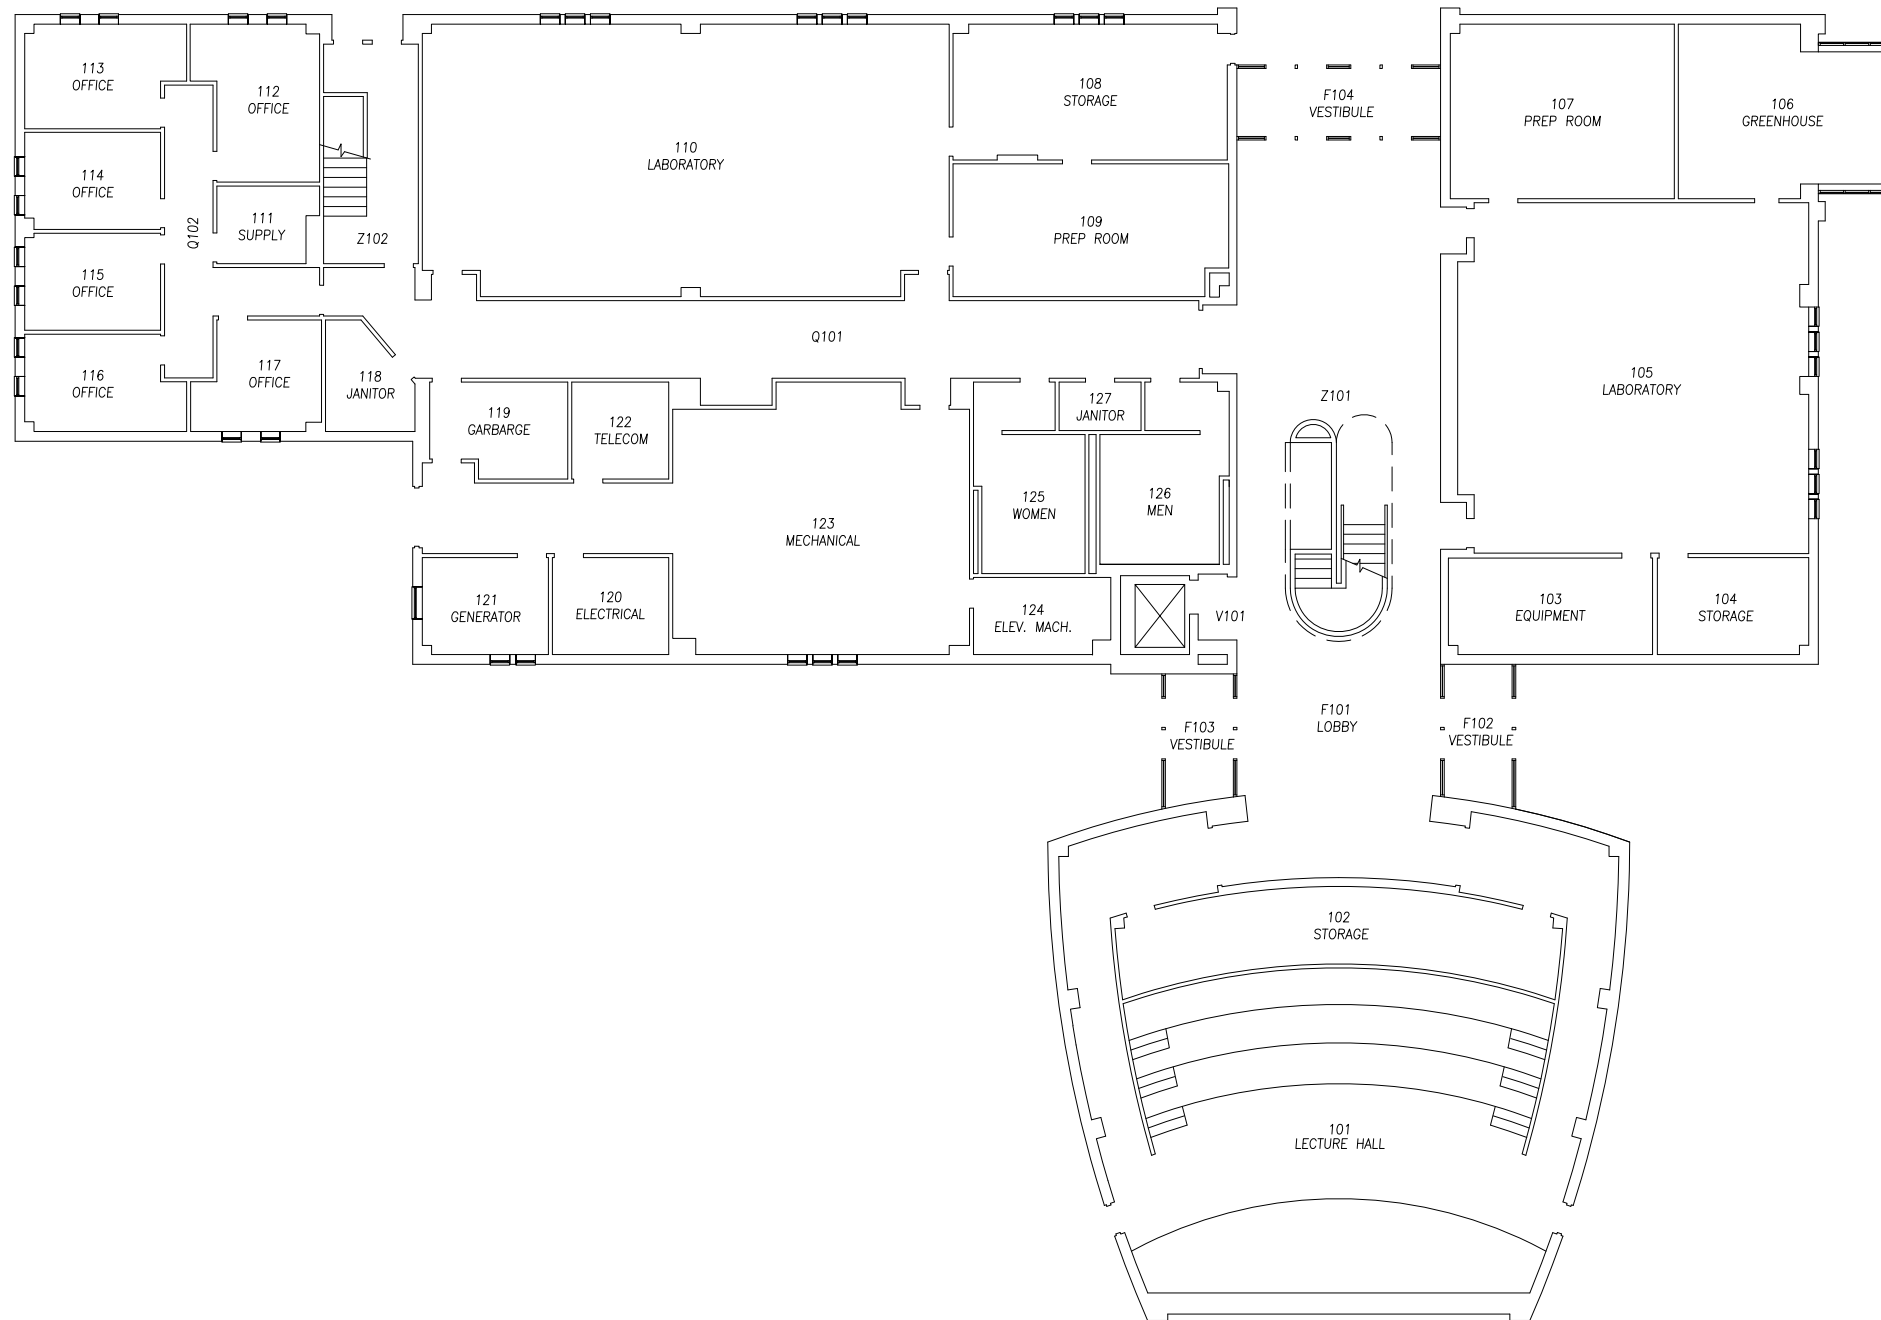 113
OFFICE
112
OFFICE
108
STORAGE
F104
VESTIBULE
107
PREP ROOM
106
GREENHOUSE
110
LABORATORY
114
OFFICE
111
SUPPLY
Q102
Z102
109
PREP ROOM
115
OFFICE
Q101
116
OFFICE
117
OFFICE
118
JANITOR
105
LABORATORY
Z101
119
GARBARGE
122
TELECOM
127
JANITOR
125
WOMEN
126
MEN
123
MECHANICAL
121
GENERATOR
120
ELECTRICAL
124
ELEV. MACH.
V101
103
EQUIPMENT
104
STORAGE
F101
LOBBY
F103
VESTIBULE
F102
VESTIBULE
102
STORAGE
101
LECTURE HALL